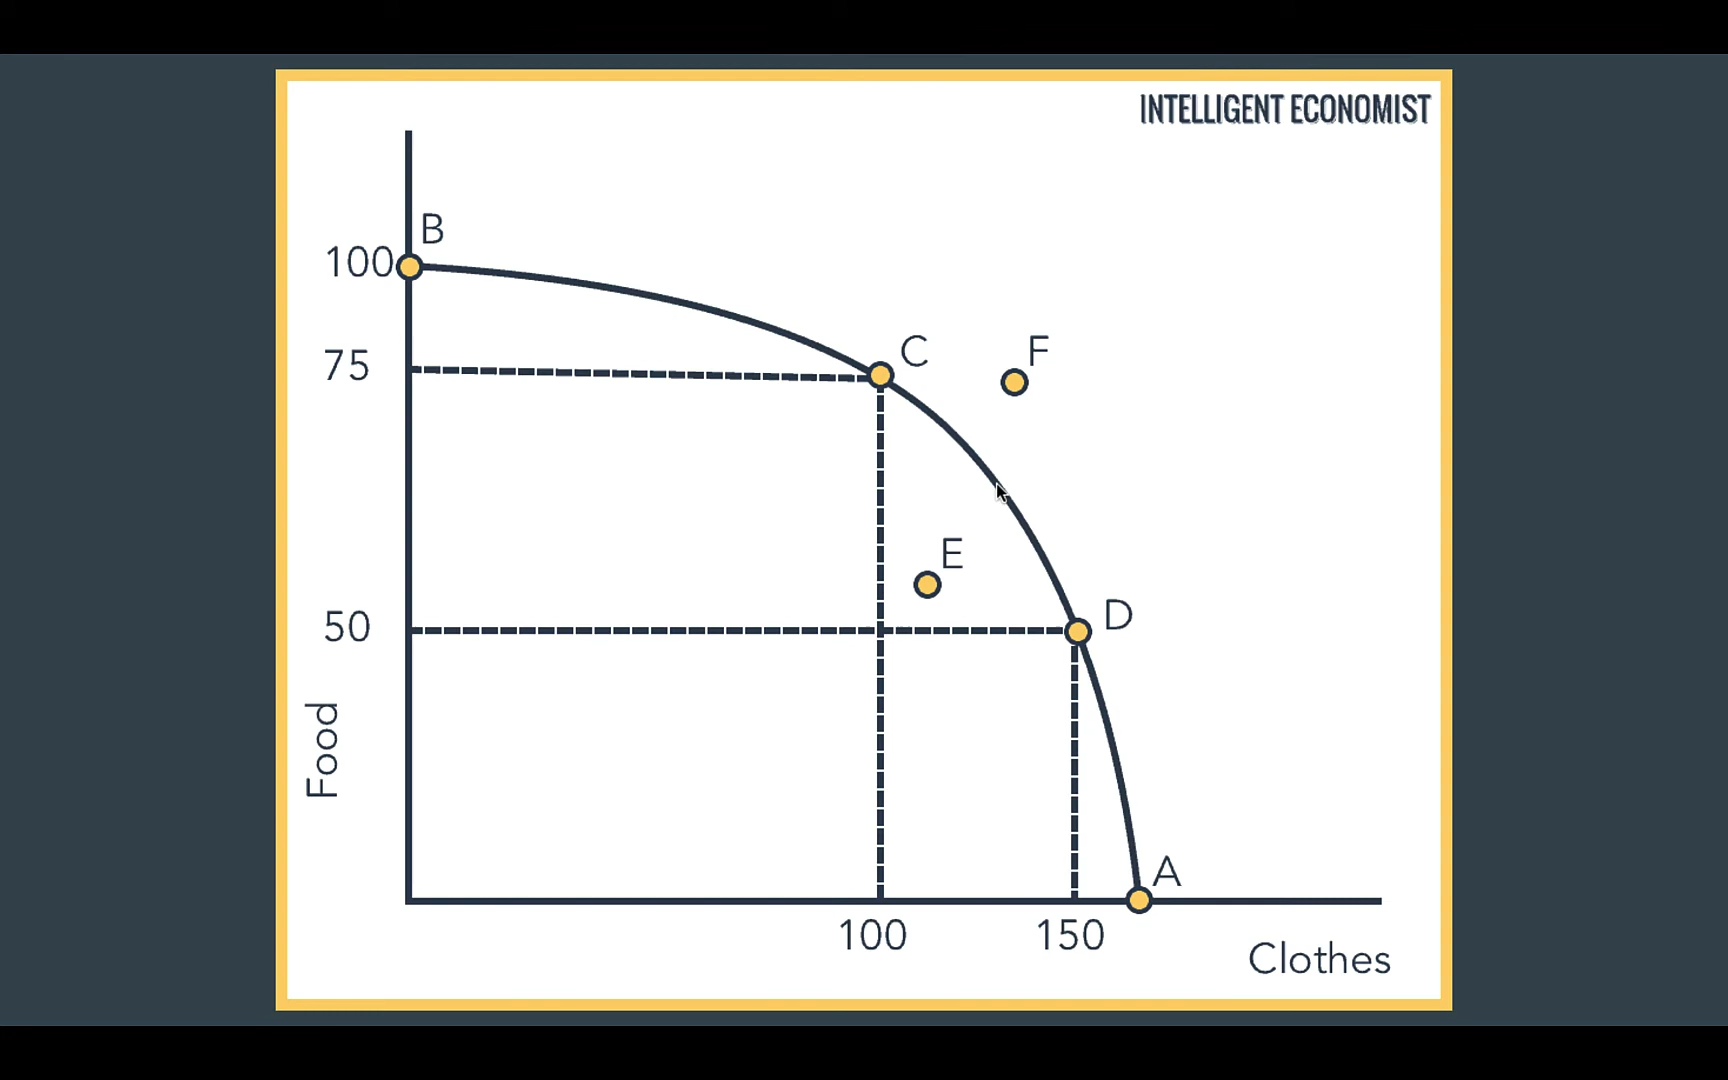 INTELLIGENT ECONOMIST
B
100
C
F
75
E
D
50
Food
A
100
150
Clothes